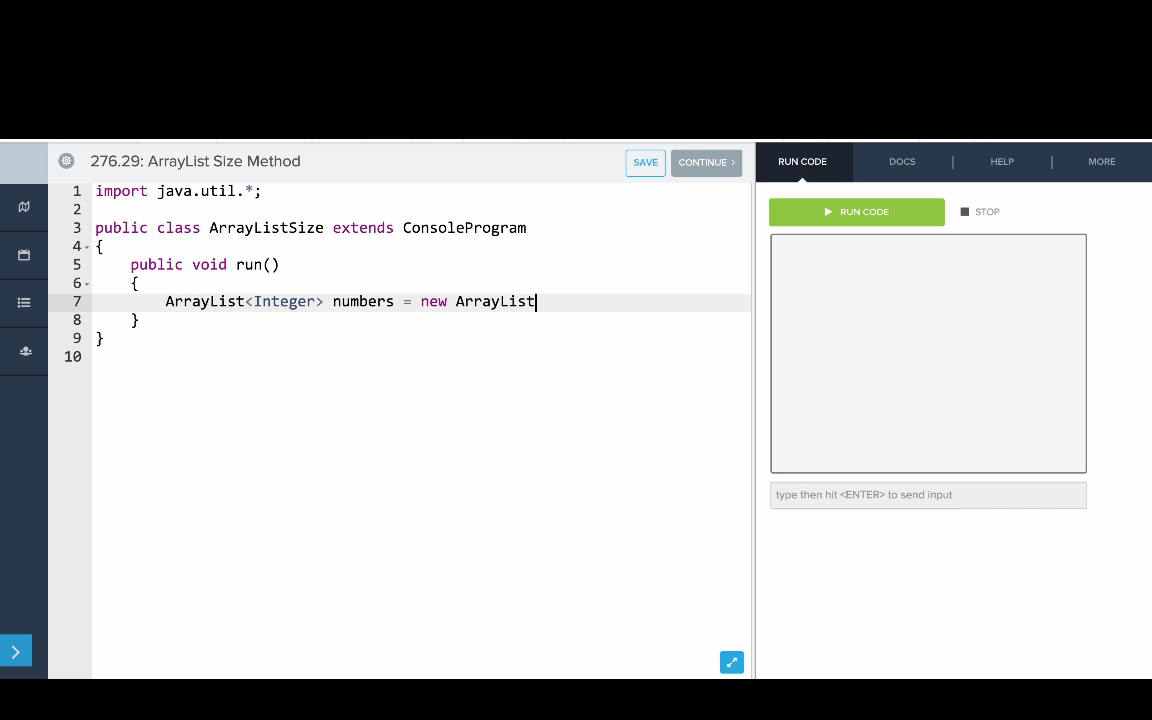 276.29: ArrayList Size Method
SAVE
CONTINUE >
RUN CODE
DOCS
|
HELP
|
MORE
1 import java.util.*;
2
3 public class ArrayListSize extends ConsoleProgram
4 {
5 public void run()
6 {
7 ArrayList<Integer> numbers = new ArrayList
8 }
9 }
10
RUN CODE
STOP
type then hit <ENTER> to send input